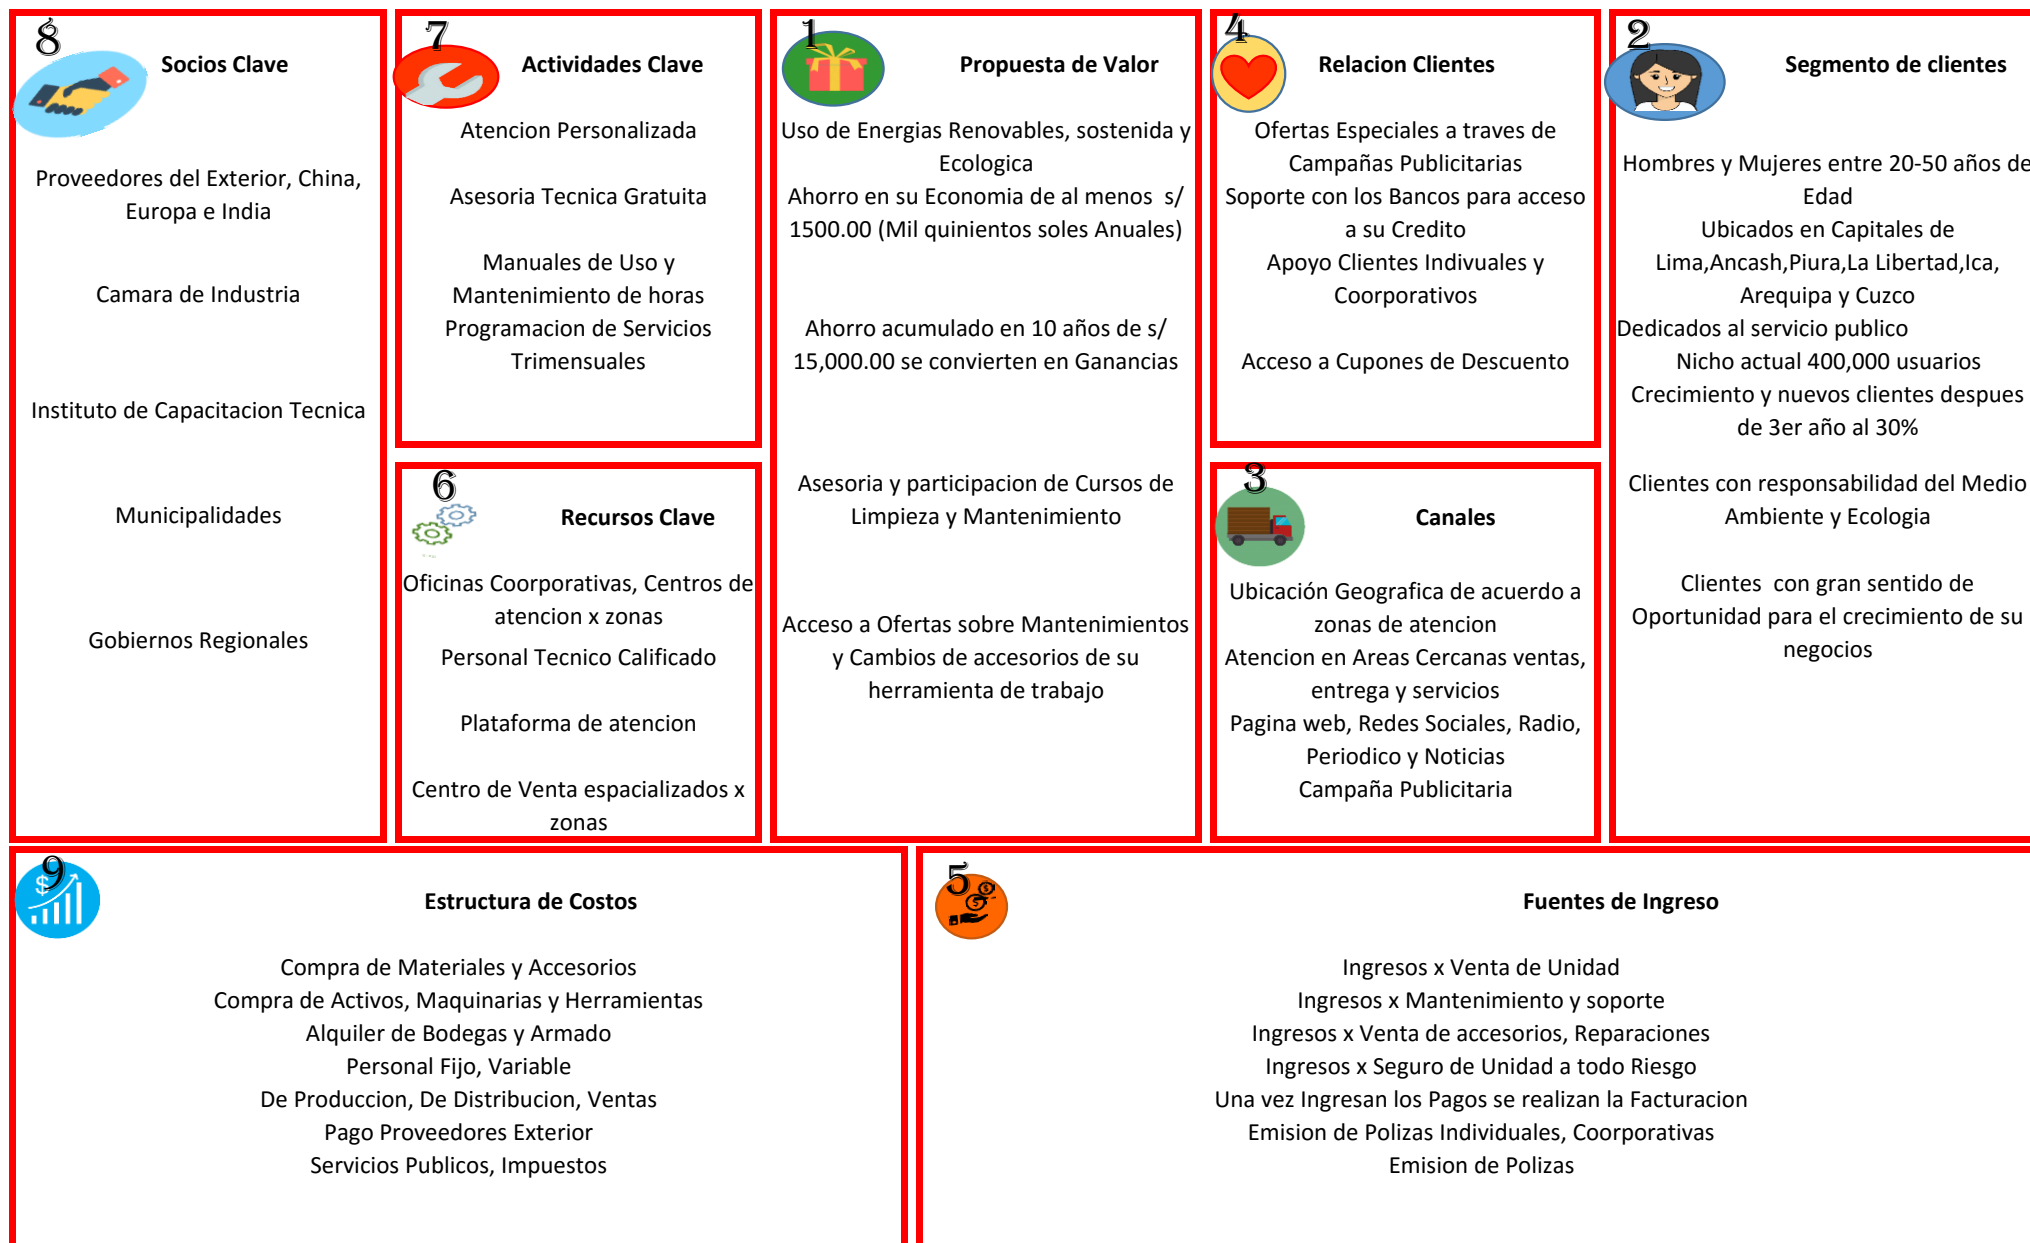 8
Socios Clave
Proveedores del Exterior, China,
Europa e India
Camara de Industria
Instituto de Capacitacion Tecnica
Municipalidades
Gobiernos Regionales
7
Actividades Clave
Atencion Personalizada
Asesoria Tecnica Gratuita
Manuales de Uso y
Mantenimiento de horas
Programacion de Servicios
Trimensuales
6
Recursos Clave
Oficinas Coorporativas, Centros de
atencion x zonas
Personal Tecnico Calificado
Plataforma de atencion
Centro de Venta espacializados x
zonas
1
Propuesta de Valor
Uso de Energias Renovables, sostenida y
Ecologica
Ahorro en su Economia de al menos s/
1500.00 (Mil quinientos soles Anuales)
Ahorro acumulado en 10 años de s/
15,000.00 se convierten en Ganancias
Asesoria y participacion de Cursos de
Limpieza y Mantenimiento
Acceso a Ofertas sobre Mantenimientos
y Cambios de accesorios de su
herramienta de trabajo
4
Relacion Clientes
Ofertas Especiales a traves de
Campañas Publicitarias
Soporte con los Bancos para acceso
a su Credito
Apoyo Clientes Indivuales y
Coorporativos
Acceso a Cupones de Descuento
3
Canales
Ubicación Geografica de acuerdo a
zonas de atencion
Atencion en Areas Cercanas ventas,
entrega y servicios
Pagina web, Redes Sociales, Radio,
Periodico y Noticias
Campaña Publicitaria
2
Segmento de clientes
Hombres y Mujeres entre 20-50 años de
Edad
Ubicados en Capitales de
Lima,Ancash,Piura,La Libertad,Ica,
Arequipa y Cuzco
Dedicados al servicio publico
Nicho actual 400,000 usuarios
Crecimiento y nuevos clientes despues
de 3er año al 30%
Clientes con responsabilidad del Medio
Ambiente y Ecologia
Clientes con gran sentido de
Oportunidad para el crecimiento de su
negocios
9
$
Estructura de Costos
Compra de Materiales y Accesorios
Compra de Activos, Maquinarias y Herramientas
Alquiler de Bodegas y Armado
Personal Fijo, Variable
De Produccion, De Distribucion, Ventas
Pago Proveedores Exterior
Servicios Publicos, Impuestos
5
Fuentes de Ingreso
Ingresos x Venta de Unidad
Ingresos x Mantenimiento y soporte
Ingresos x Venta de accesorios, Reparaciones
Ingresos x Seguro de Unidad a todo Riesgo
Una vez Ingresan los Pagos se realizan la Facturacion
Emision de Polizas Individuales, Coorporativas
Emision de Polizas